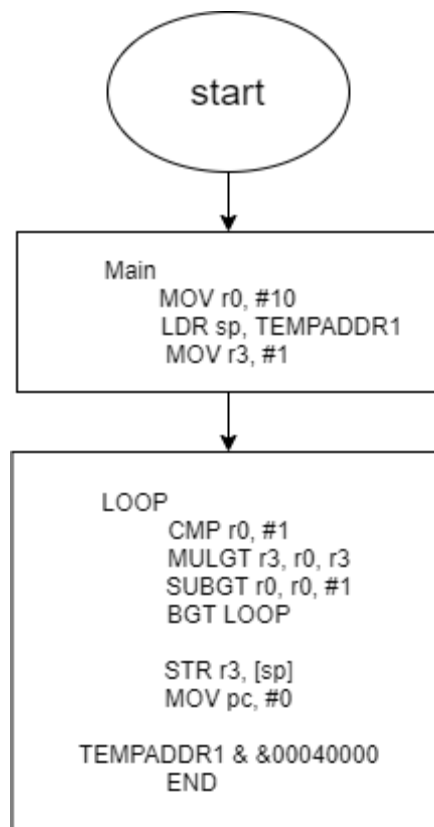 start
Main
MOV r0, #10
LDR sp, TEMPADDR1
MOV r3, #1
LOOP
CMP r0, #1
MULGT r3, r0, r3
SUBGT r0, r0, #1
BGT LOOP
STR r3, [sp]
MOV pc, #0
TEMPADDR1 & &00040000
END